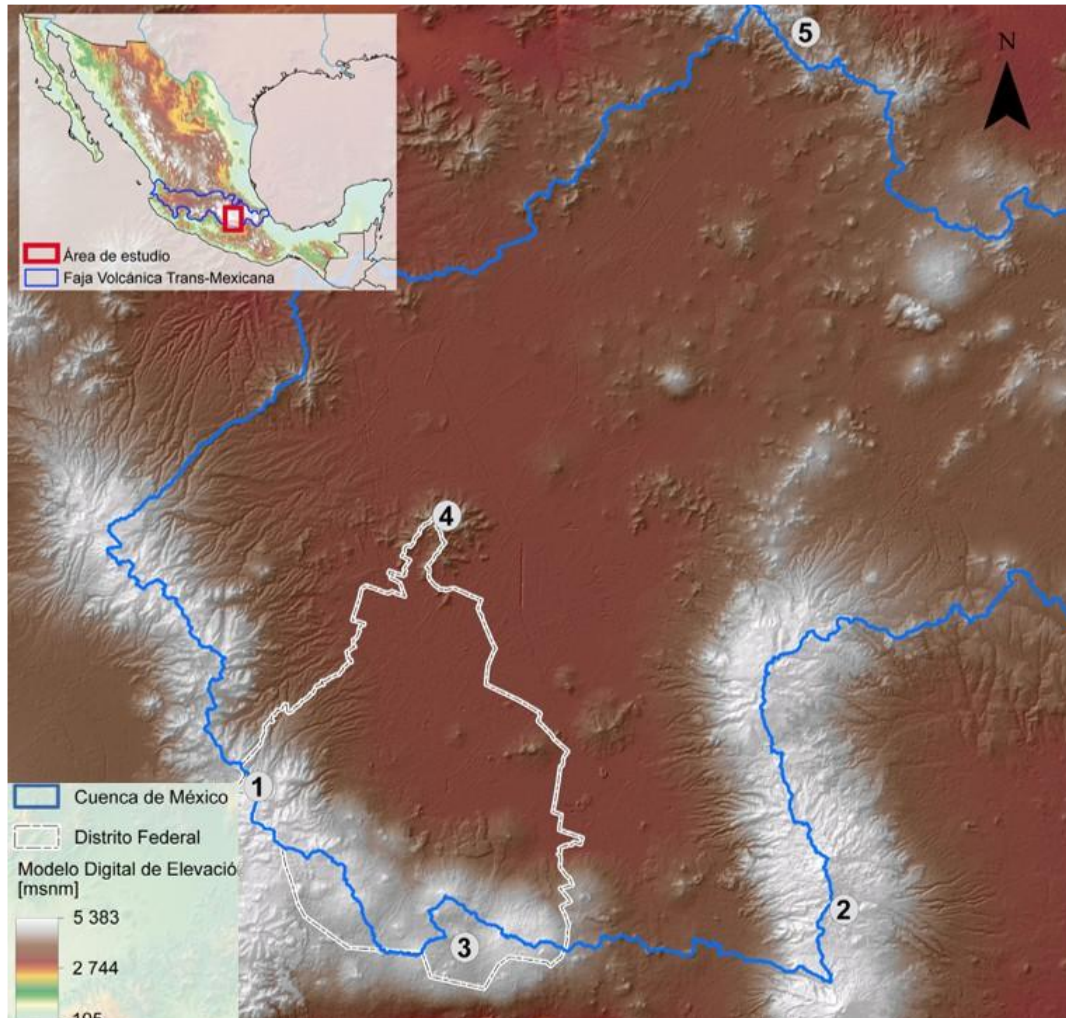 5
N
Área de estudio
Faja Volcánica Trans-Mexicana
4
1
Cuenca de México
Distrito Federal
Modelo Digital de Elevació
[msnm]
5 383
2
3
2 744